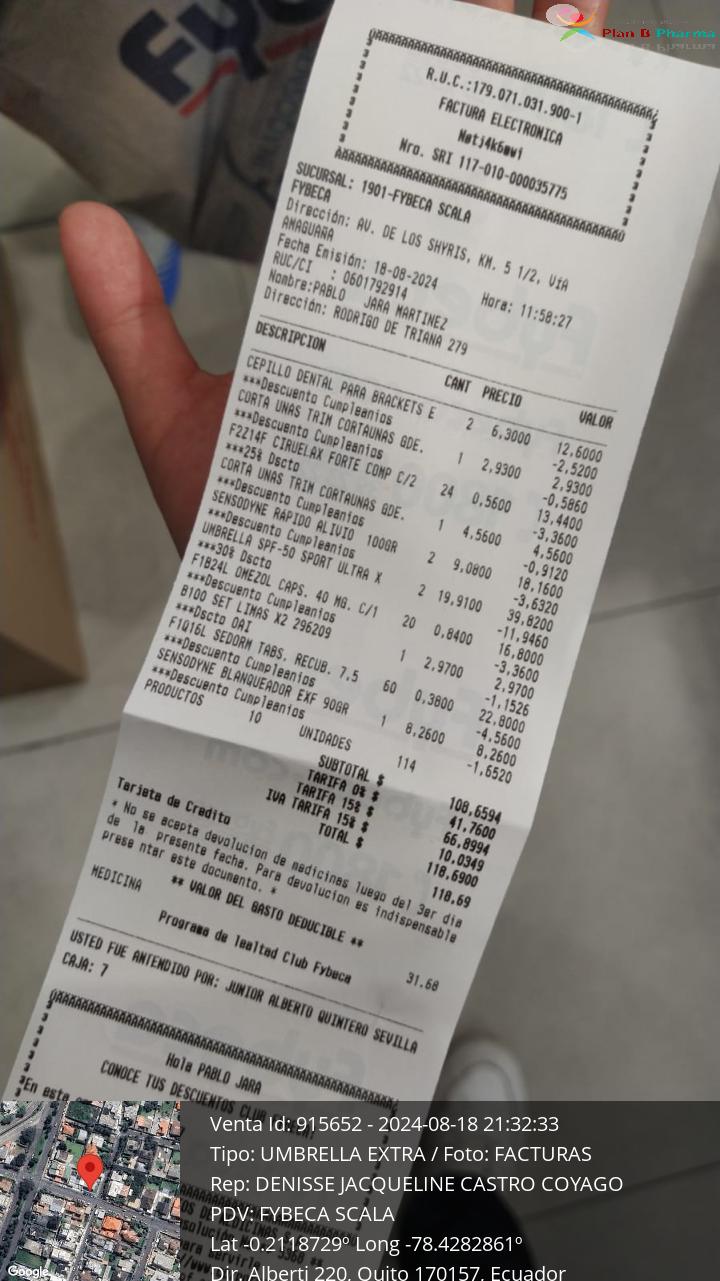 Plan B Pharma
R.U.C.:179.071.031.900-1
FACTURA ELECTRONICA
Nro. SRI 117-010-000035775
SUCURSAL: 1901-FYBECA SCALA
FYBECA
Dirección: AV. DE LOS SHYRIS, KM. 5 1/2, VíA
ANAGUARA
Fecha Emisión: 18-08-2024 Hora: 11:58:27
RUC/CI : 0601792914
Nombre:PABLO JARA MARTINEZ
Dirección: RODRIGO DE TRIANA 279
DESCRIPCION CANT PRECIO VALOR
CEPILLO DENTAL PARA BRACKETS E 2 6,3000 12,6000
***Descuento Cumpleanios -2,5200
CORTA UNAS TRIM CORTAUNAS GDE. 1 2,9300 2,9300
***Descuento Cumpleanios -0,5860
F2Z14F CIRUELAX FORTE COMP C/2 24 0,5600 13,4400
***25% Dscto -3,3600
CORTA UNAS TRIM CORTAUNAS GDE. 1 4,5600 4,5600
***Descuento Cumpleanios -0,9120
SENSODYNE RAPIDO ALIVIO 100GR 2 9,0800 18,1600
***Descuento Cumpleanios -3,6320
UMBRELLA SPF-50 SPORT ULTRA X 2 19,9100 39,8200
***30% Dscto -11,9460
F1B24L OMEZOL CAPS. 40 MG. C/1 20 0,8400 16,8000
***Descuento Cumpleanios -3,3600
B100 SET LIMAS X2 296209 1 2,9700 2,9700
***Dscto OAI -1,1526
F1Q16L SEDORM TABS. RECUB. 7,5 60 0,3800 22,8000
***Descuento Cumpleanios -4,5600
SENSODYNE BLANQUEADOR EXF 90GR 1 8,2600 8,2600
***Descuento Cumpleanios -1,6520
PRODUCTOS 10 UNIDADES 114
SUBTOTAL $ 108,6594
TARIFA 0% $ 41,7600
TARIFA 15% $ 66,8994
IVA TARIFA 15% $ 10,0349
TOTAL $ 118,6900
Tarjeta de Credito 118,69
* No se acepta devolucion de medicinas luego del 3er dia
de la presente fecha. Para devolucion es indispensable
prese ntar este documento. *
** VALOR DEL GASTO DEDUCIBLE **
MEDICINA 31.68
Programa de lealtad Club Fybeca
USTED FUE ANTENDIDO POR: JUNIOR ALBERTO QUINTERO SEVILLA
CAJA: 7
Hola PABLO JARA
CONOCE TUS DESCUENTOS CLUB
En esta
Venta Id: 915652 - 2024-08-18 21:32:33
Tipo: UMBRELLA EXTRA / Foto: FACTURAS
Rep: DENISSE JACQUELINE CASTRO COYAGO
PDV: FYBECA SCALA
Lat -0.2118729º Long -78.4282861º
Dir. Alberti 220, Quito 170157, Ecuador
Google